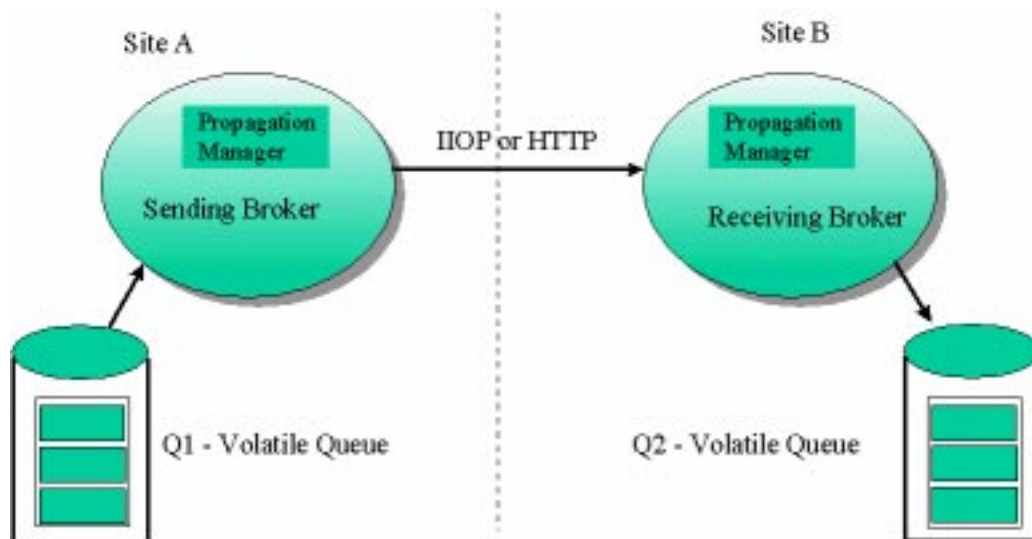 Site A
Site B
Propagation
Manager
Sending Broker
IIOP or HTTP
Propagation
Manager
Receiving Broker
Q1 - Volatile Queue
Q2 - Volatile Queue